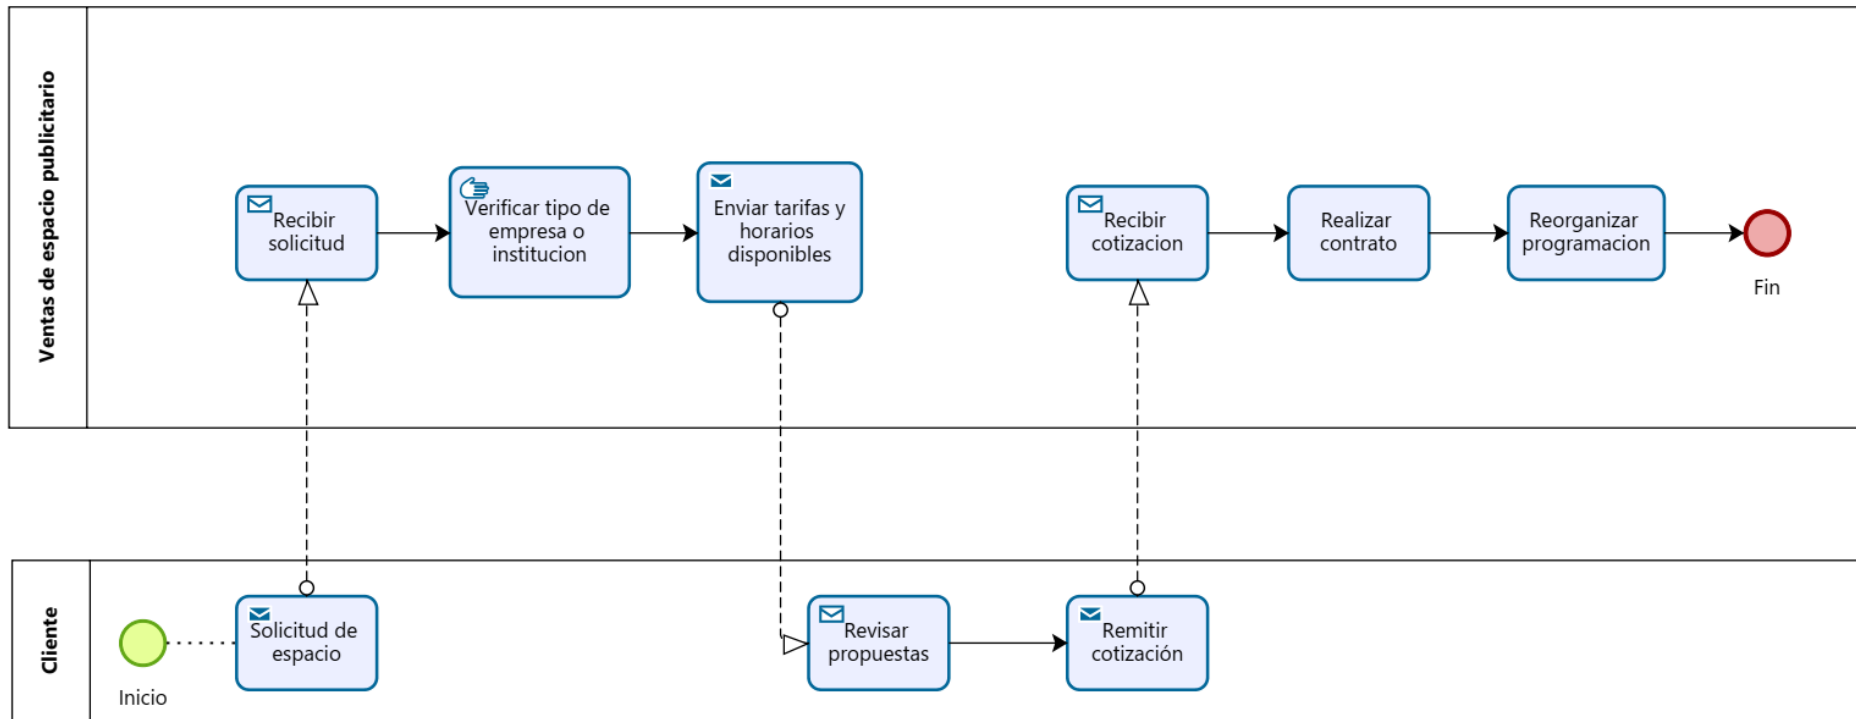 Ventas de espacio publicitario
Recibir
solicitud
Verificar tipo de
empresa o
institucion
Enviar tarifas y
horarios
disponibles
Recibir
cotizacion
Realizar
contrato
Reorganizar
programacion
Fin
Cliente
Inicio
Solicitud de
espacio
Revisar
propuestas
Remitir
cotización